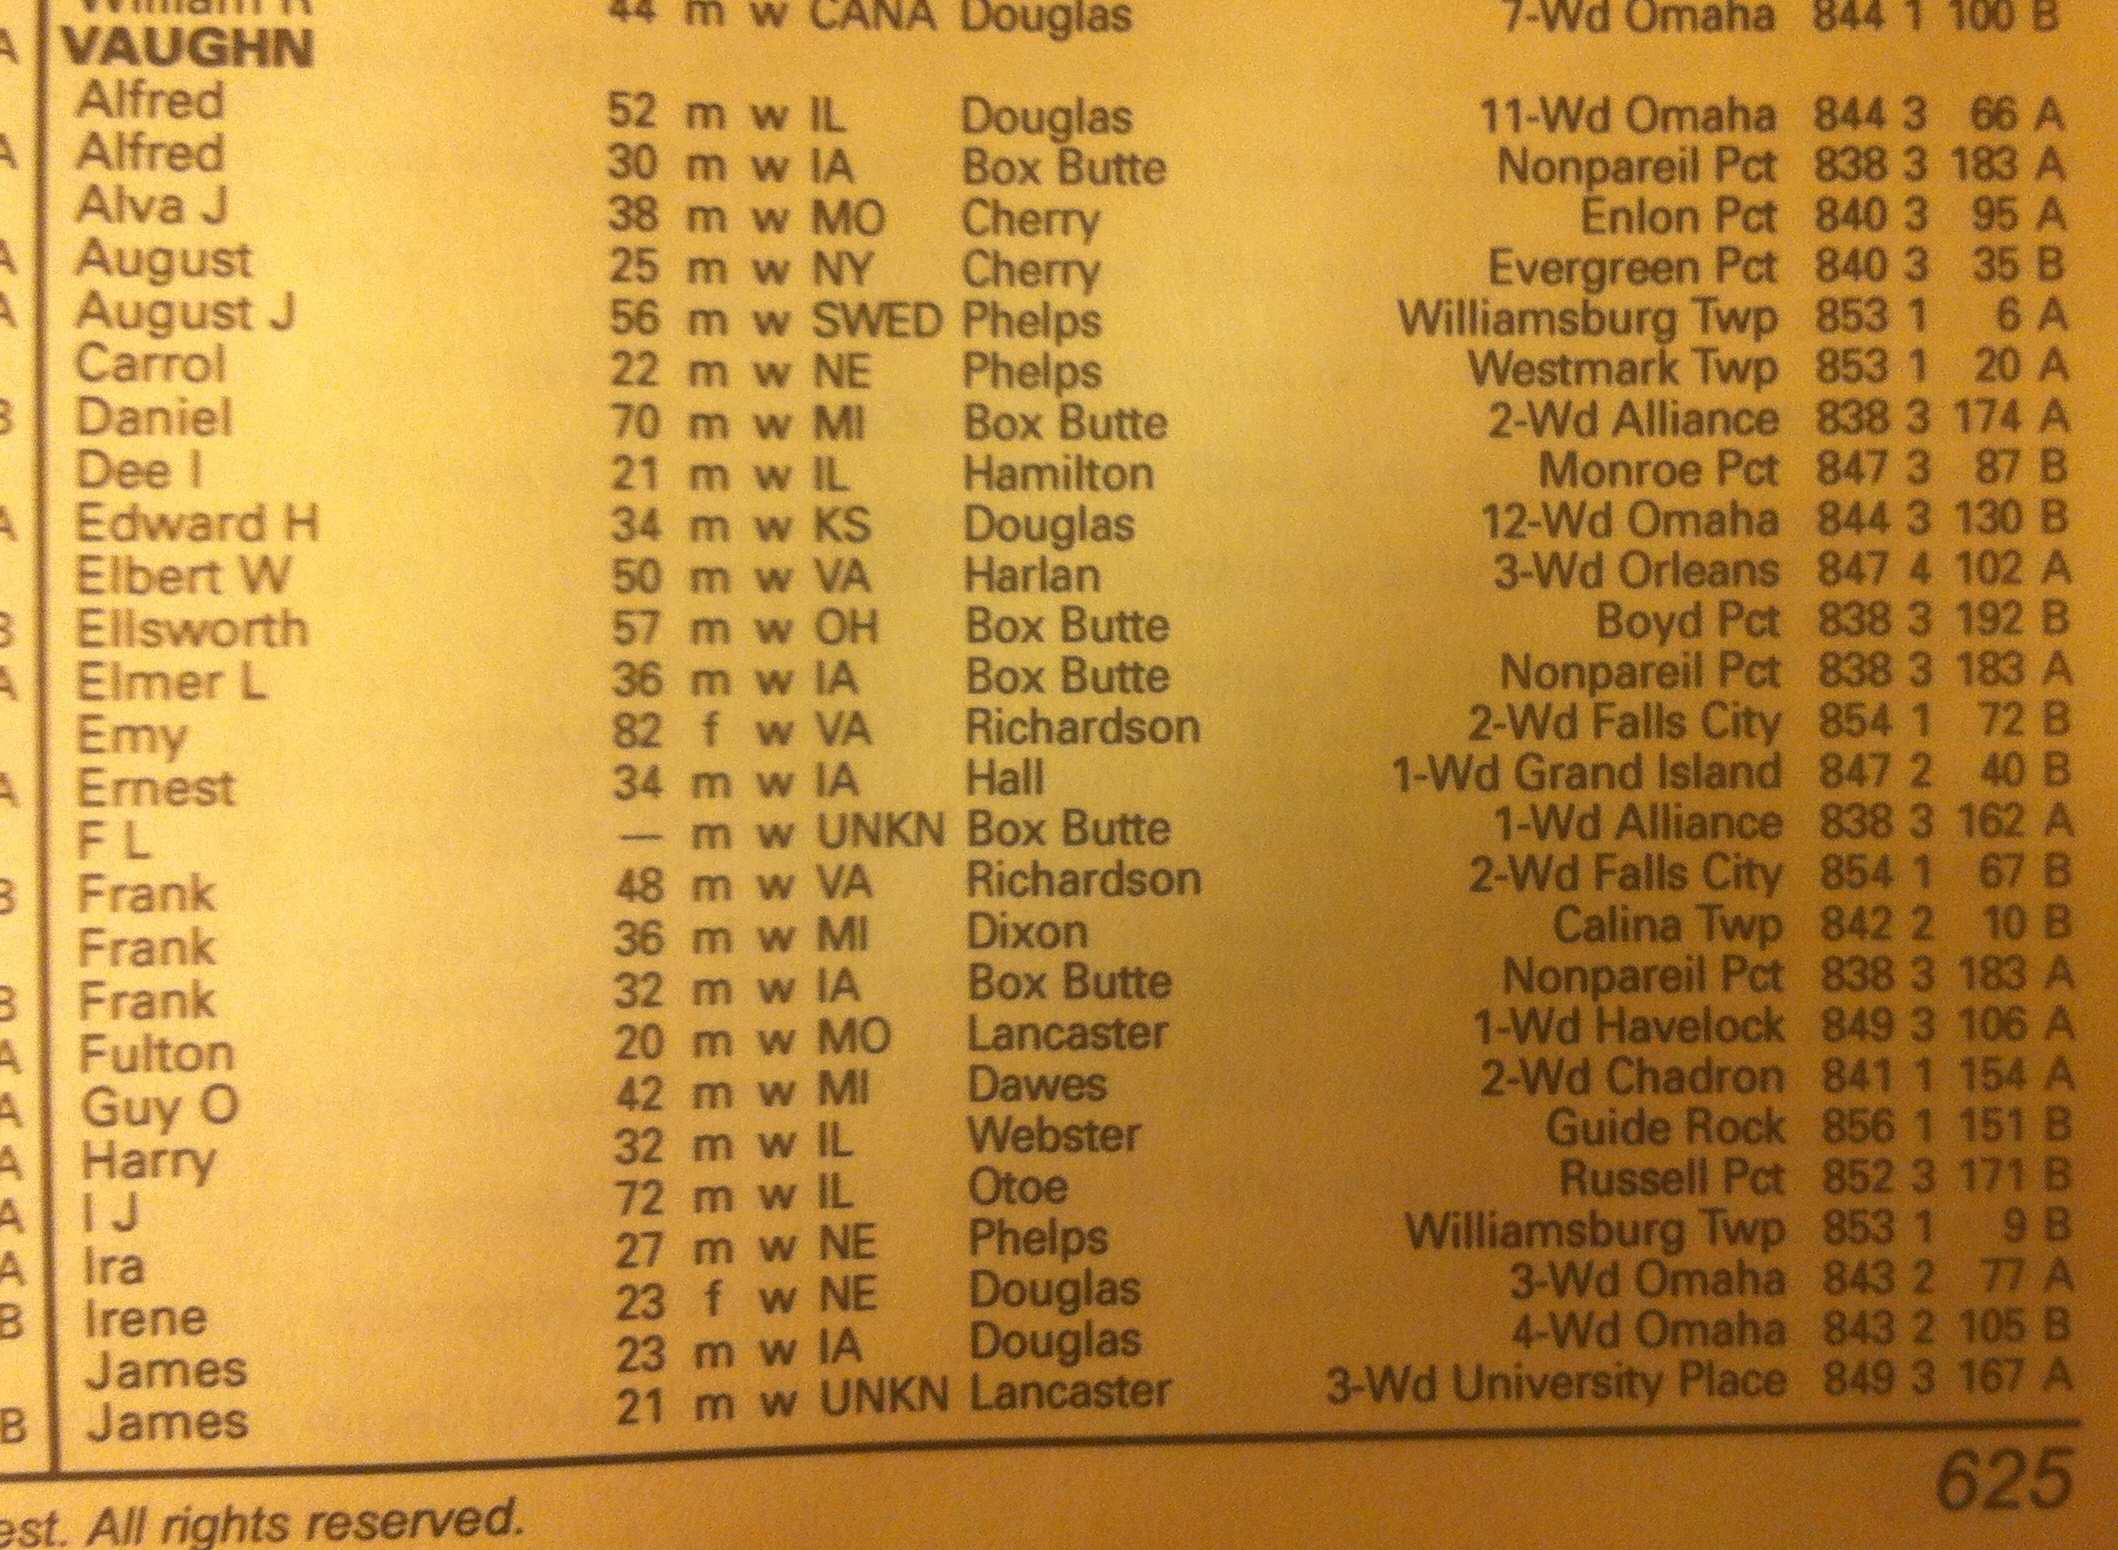 William R 44 m w CANA Douglas 7-Wd Omaha 844 1 100 B
A VAUGHN
Alfred 52 m w IL Douglas 11-Wd Omaha 844 3 66 A
A Alfred 30 m w IA Box Butte Nonpareil Pct 838 3 183 A
Alva J 38 m w MO Cherry Enlon Pct 840 3 95 A
A August 25 m w NY Cherry Evergreen Pct 840 3 35 B
A August J 56 m w SWED Phelps Williamsburg Twp 853 1 6 A
Carrol 22 m w NE Phelps Westmark Twp 853 1 20 A
B Daniel 70 m w MI Box Butte 2-Wd Alliance 838 3 174 A
Dee I 21 m w IL Hamilton Monroe Pct 847 3 87 B
A Edward H 34 m w KS Douglas 12-Wd Omaha 844 3 130 B
Elbert W 50 m w VA Harlan 3-Wd Orleans 847 4 102 A
B Ellsworth 57 m w OH Box Butte Boyd Pct 838 3 192 B
A Elmer L 36 m w IA Box Butte Nonpareil Pct 838 3 183 A
Emy 82 f w VA Richardson 2-Wd Falls City 854 1 72 B
A Ernest 34 m w IA Hall 1-Wd Grand Island 847 2 40 B
F L — m w UNKN Box Butte 1-Wd Alliance 838 3 162 A
B Frank 48 m w VA Richardson 2-Wd Falls City 854 1 67 B
Frank 36 m w MI Dixon Calina Twp 842 2 10 B
B Frank 32 m w IA Box Butte Nonpareil Pct 838 3 183 A
A Fulton 20 m w MO Lancaster 1-Wd Havelock 849 3 106 A
A Guy O 42 m w MI Dawes 2-Wd Chadron 841 1 154 A
A Harry 32 m w IL Webster Guide Rock 856 1 151 B
A I J 72 m w IL Otoe Russell Pct 852 3 171 B
A Ira 27 m w NE Phelps Williamsburg Twp 853 1 9 B
B Irene 23 f w NE Douglas 3-Wd Omaha 843 2 77 A
James 23 m w IA Douglas 4-Wd Omaha 843 2 105 B
B James 21 m w UNKN Lancaster 3-Wd University Place 849 3 167 A
625
est. All rights reserved.